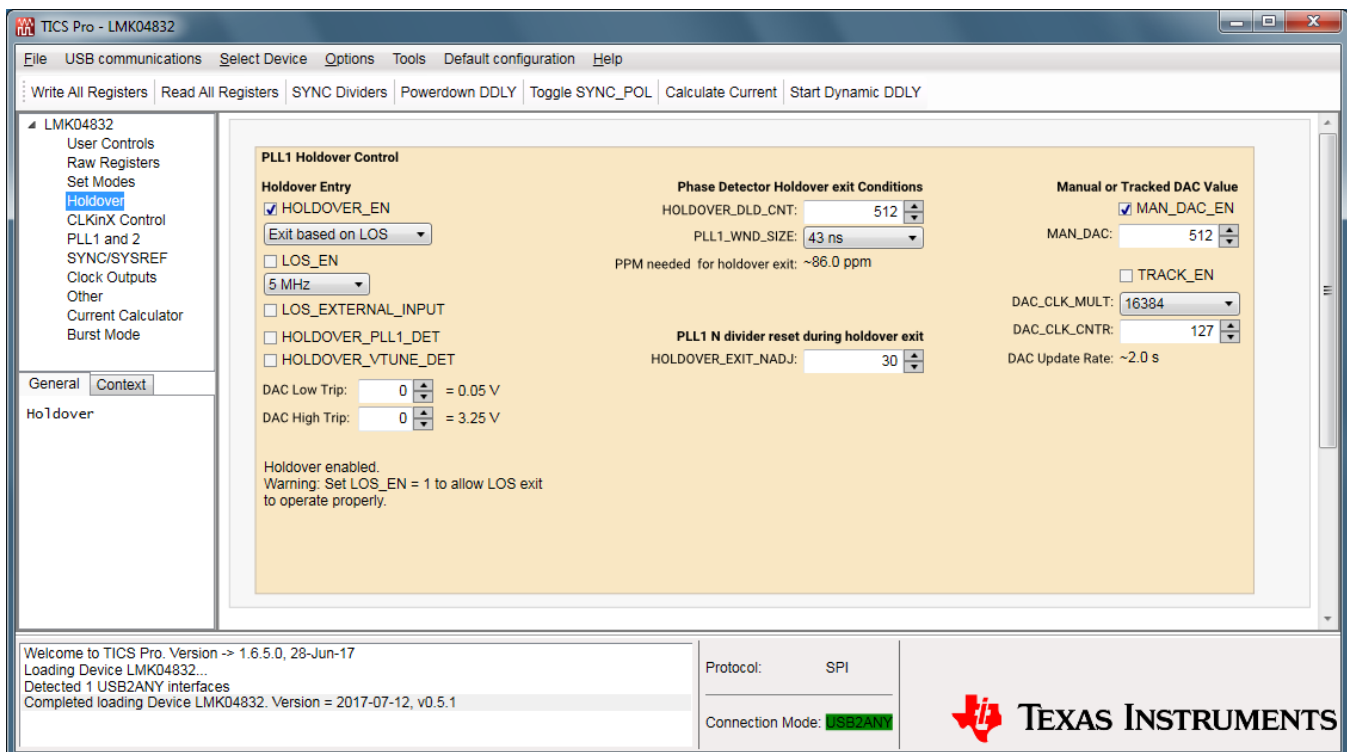 TICS Pro - LMK04832
File USB communications Select Device Options Tools Default configuration Help
Write All Registers Read All Registers SYNC Dividers Powerdown DDLY Toggle SYNC_POL Calculate Current Start Dynamic DDLY
LMK04832
User Controls
Raw Registers
Set Modes
Holdover
CLKinX Control
PLL1 and 2
SYNC/SYSREF
Clock Outputs
Other
Current Calculator
Burst Mode
General Context
Holdover
PLL1 Holdover Control
Holdover Entry
HOLDOVER_EN
Exit based on LOS
LOS_EN
5 MHz
LOS_EXTERNAL_INPUT
HOLDOVER_PLL1_DET
HOLDOVER_VTUNE_DET
DAC Low Trip: 0 = 0.05 V
DAC High Trip: 0 = 3.25 V
Holdover enabled.
Warning: Set LOS_EN = 1 to allow LOS exit
to operate properly.
Phase Detector Holdover exit Conditions
HOLDOVER_DLD_CNT: 512
PLL1_WND_SIZE: 43 ns
PPM needed for holdover exit: ~86.0 ppm
PLL1 N divider reset during holdover exit
HOLDOVER_EXIT_NADJ: 30
Manual or Tracked DAC Value
MAN_DAC_EN
MAN_DAC: 512
TRACK_EN
DAC_CLK_MULT: 16384
DAC_CLK_CNTR: 127
DAC Update Rate: ~2.0 s
Welcome to TICS Pro. Version -> 1.6.5.0, 28-Jun-17
Loading Device LMK04832...
Detected 1 USB2ANY interfaces
Completed loading Device LMK04832. Version = 2017-07-12, v0.5.1
Protocol: SPI
Connection Mode: USB2ANY
TEXAS INSTRUMENTS